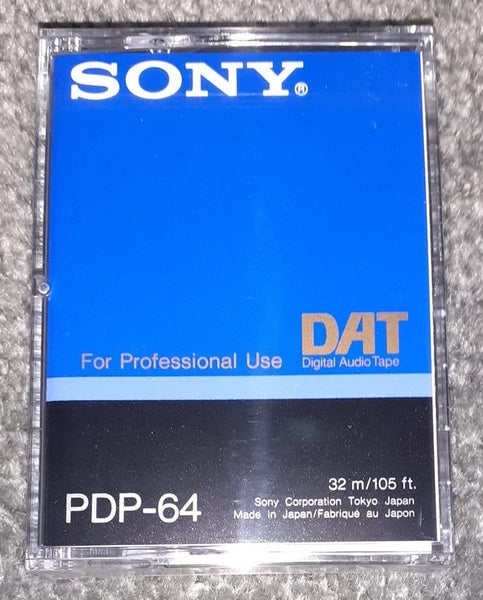 SONY®
DAT
For Professional Use
Digital Audio Tape
32 m/105 ft.
PDP-64
Sony Corporation Tokyo Japan
Made in Japan/Fabriqué au Japon